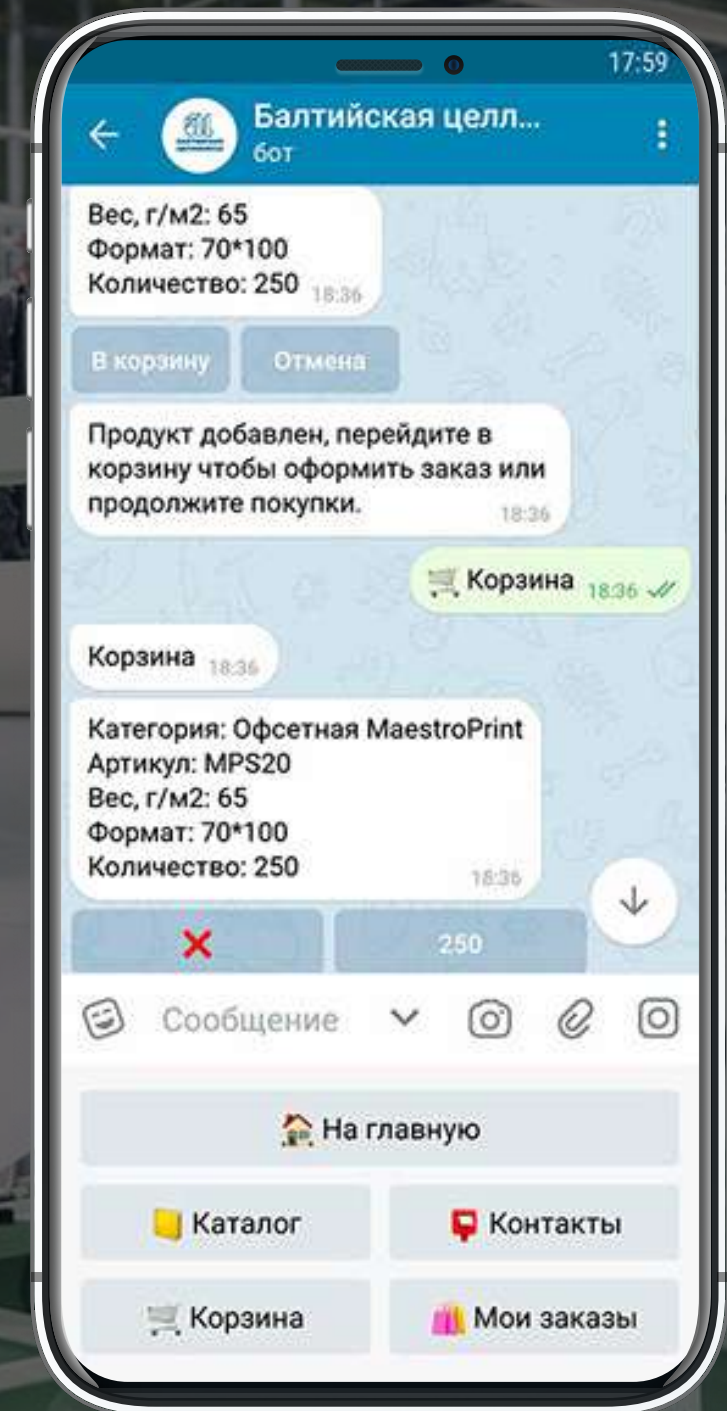 17:59
Балтийская целл...
бот
Вес, г/м2: 65
Формат: 70*100
Количество: 250 18:36
В корзину Отмена
Продукт добавлен, перейдите в
корзину чтобы оформить заказ или
продолжите покупки. 18:36
Корзина 18:36
Корзина 18:36
Категория: Офсетная MaestroPrint
Артикул: MPS20
Вес, г/м2: 65
Формат: 70*100
Количество: 250 18:36
250
Сообщение
На главную
Каталог Контакты
Корзина Мои заказы